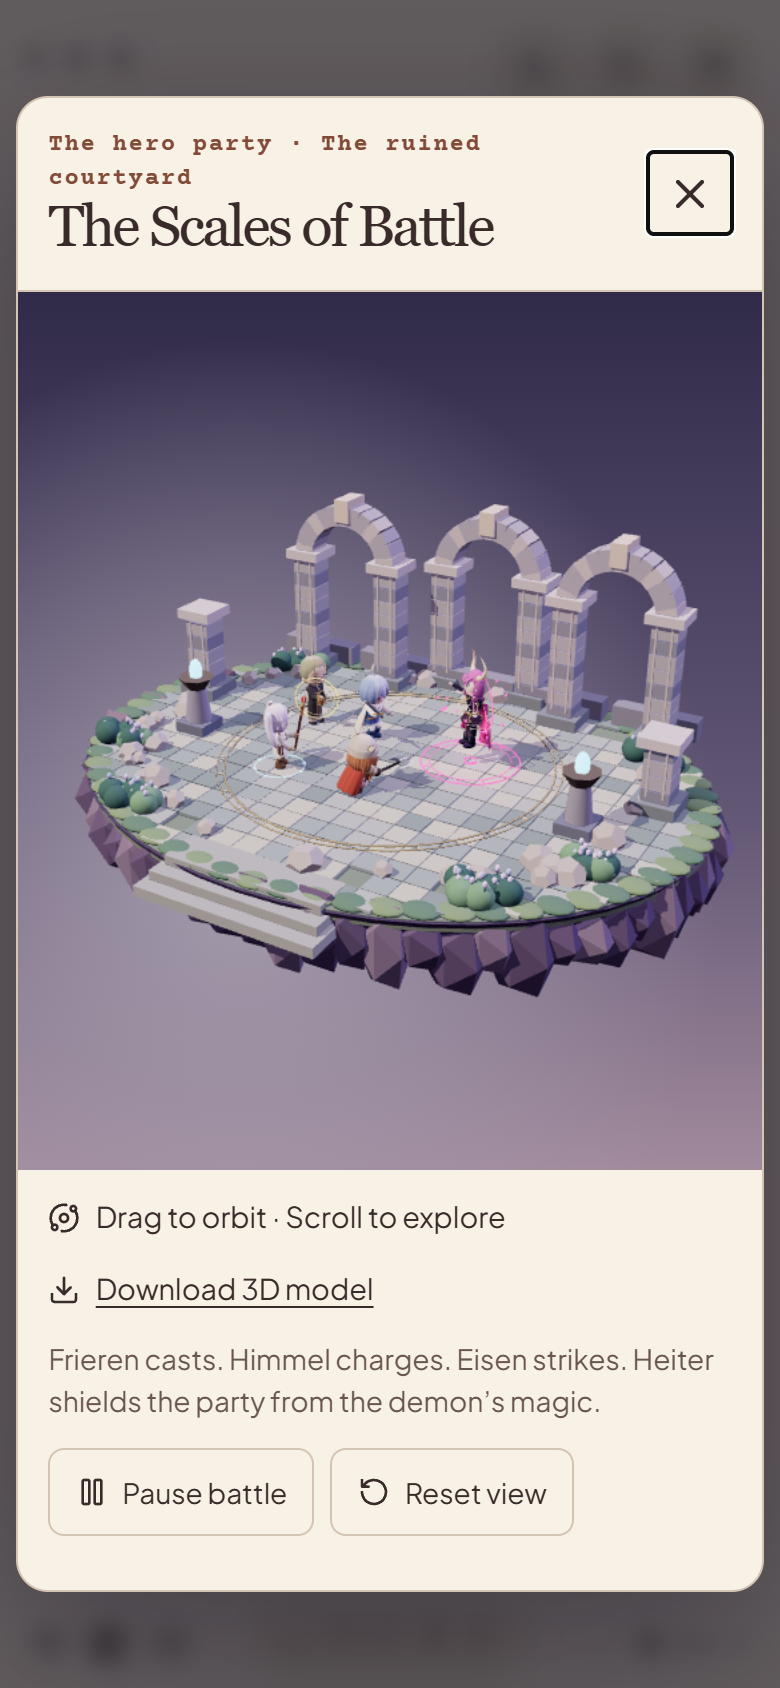 The hero party · The ruined
courtyard
The Scales of Battle
Drag to orbit · Scroll to explore
Download 3D model
Frieren casts. Himmel charges. Eisen strikes. Heiter
shields the party from the demon’s magic.
Pause battle
Reset view